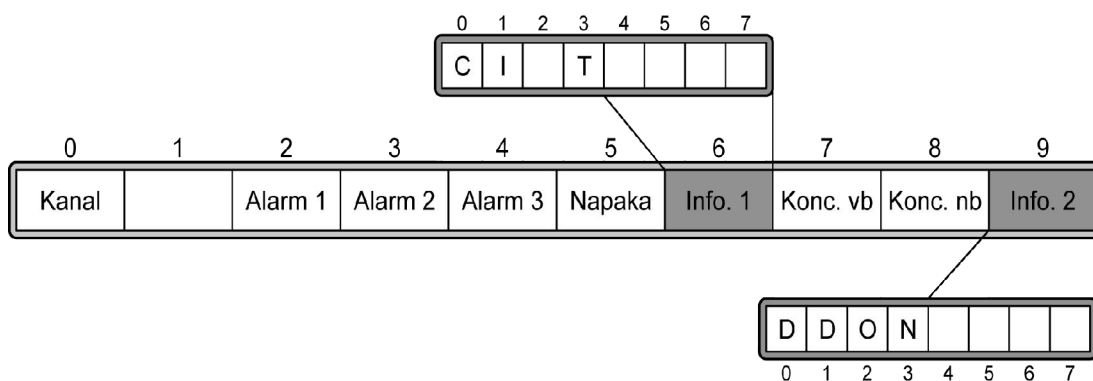 0 1 2 3 4 5 6 7
C I T
0 1 2 3 4 5 6 7 8 9
Kanal Alarm 1 Alarm 2 Alarm 3 Napaka Info. 1 Konc. vb Konc. nb Info. 2
D D O N
0 1 2 3 4 5 6 7